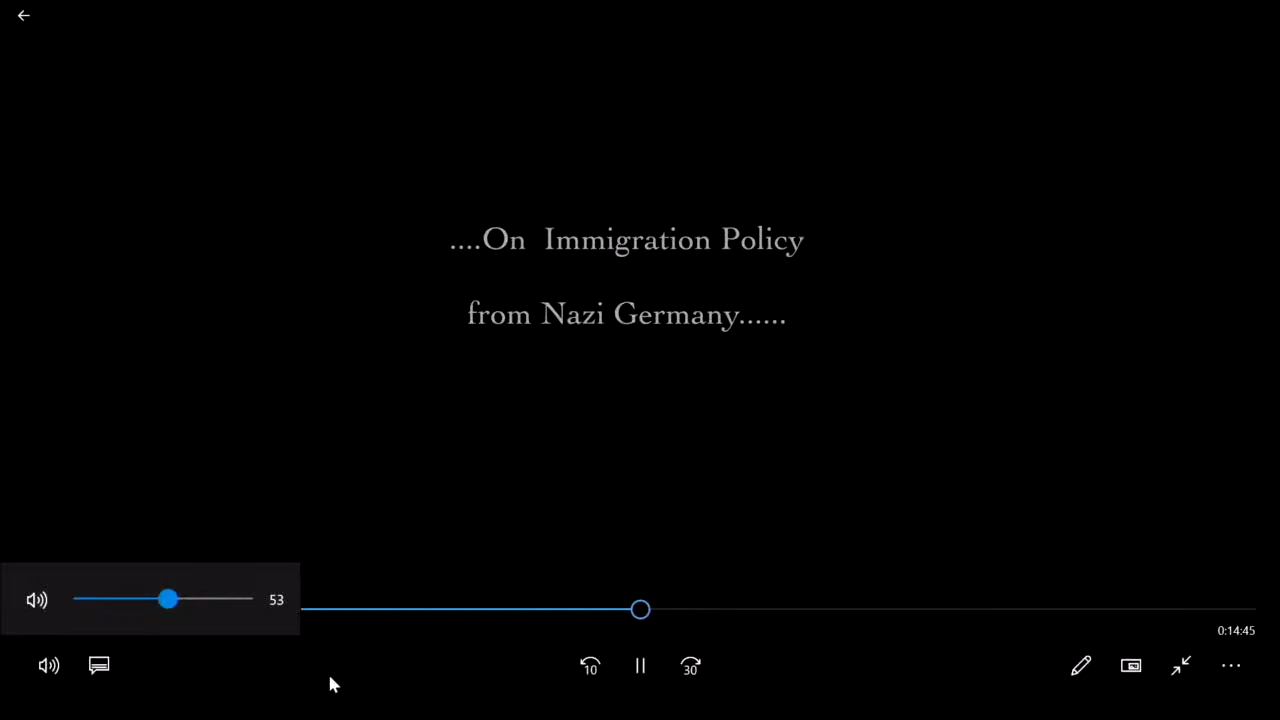 ....On  Immigration Policy
from Nazi Germany......
53
0:14:45
10
30